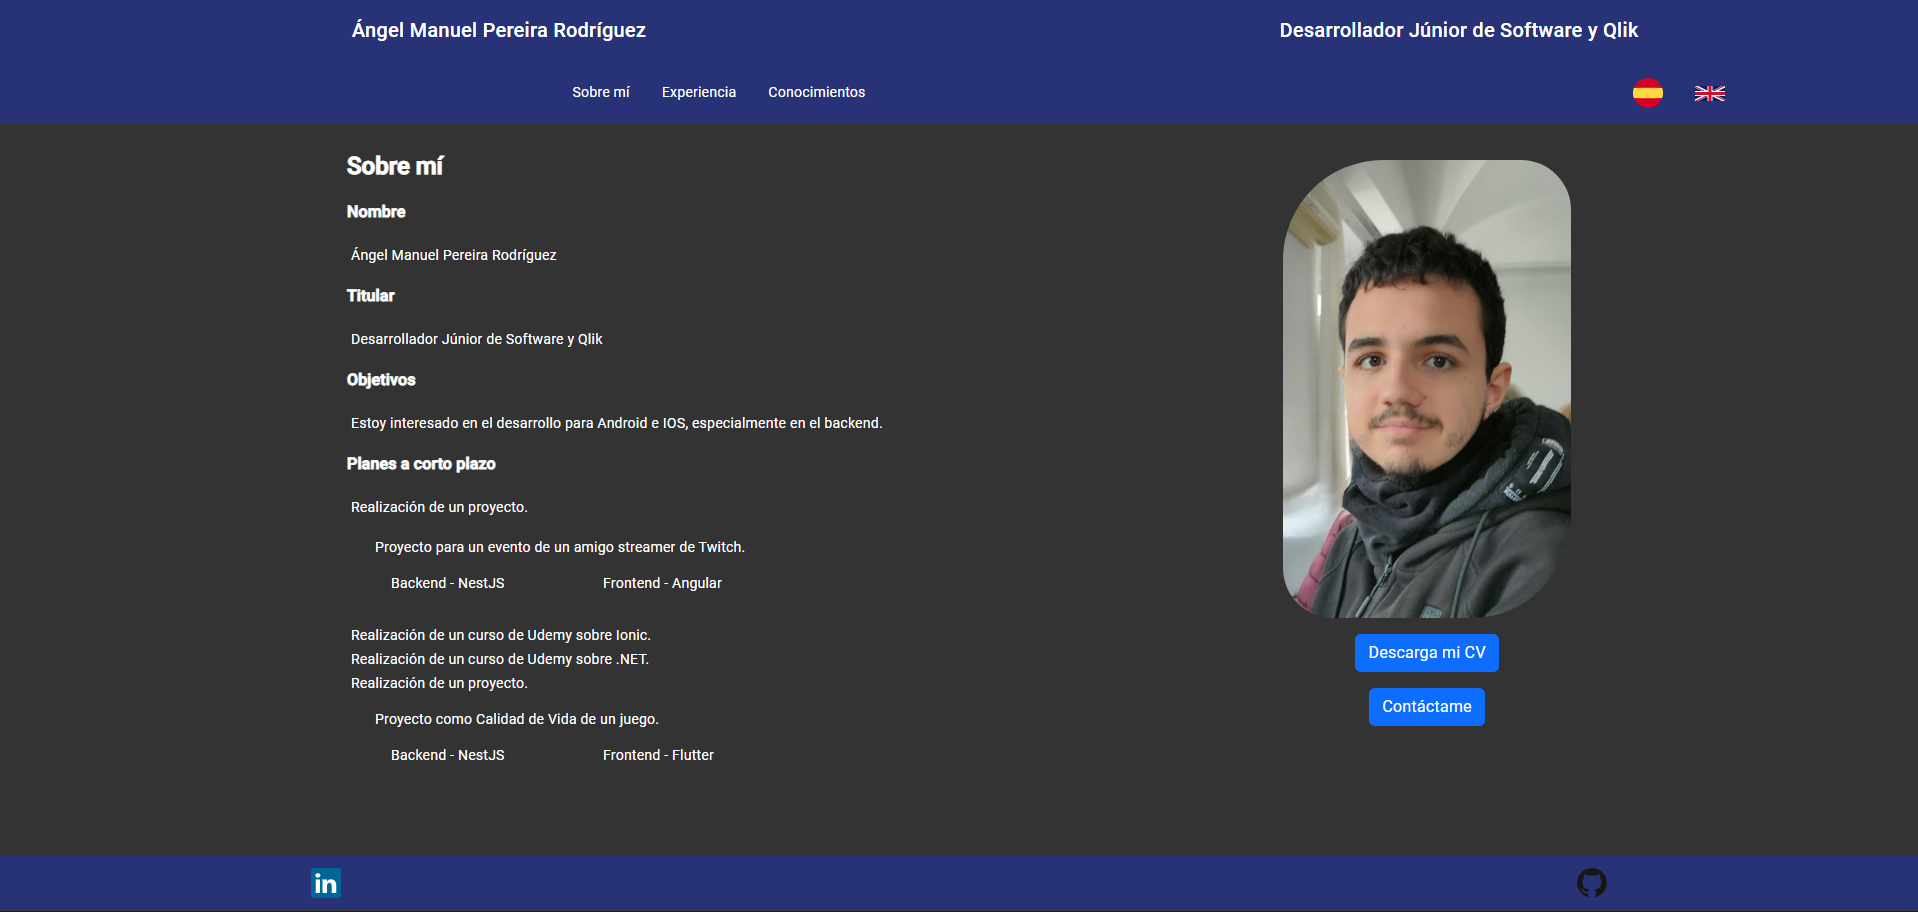 Ángel Manuel Pereira Rodríguez
Desarrollador Júnior de Software y Qlik
Sobre mí
Experiencia
Conocimientos
Sobre mí
Nombre
Ángel Manuel Pereira Rodríguez
Titular
Desarrollador Júnior de Software y Qlik
Objetivos
Estoy interesado en el desarrollo para Android e IOS, especialmente en el backend.
Planes a corto plazo
Realización de un proyecto.
Proyecto para un evento de un amigo streamer de Twitch.
Backend - NestJS
Frontend - Angular
Realización de un curso de Udemy sobre Ionic.
Realización de un curso de Udemy sobre .NET.
Realización de un proyecto.
Proyecto como Calidad de Vida de un juego.
Backend - NestJS
Frontend - Flutter
Descarga mi CV
Contáctame
in